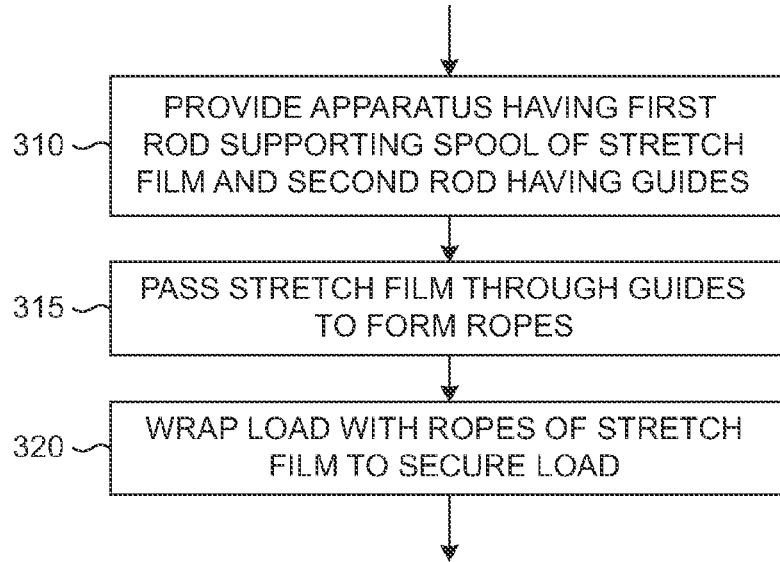 PROVIDE APPARATUS HAVING FIRST
310 ROD SUPPORTING SPOOL OF STRETCH
FILM AND SECOND ROD HAVING GUIDES
315 PASS STRETCH FILM THROUGH GUIDES
TO FORM ROPES
320 WRAP LOAD WITH ROPES OF STRETCH
FILM TO SECURE LOAD